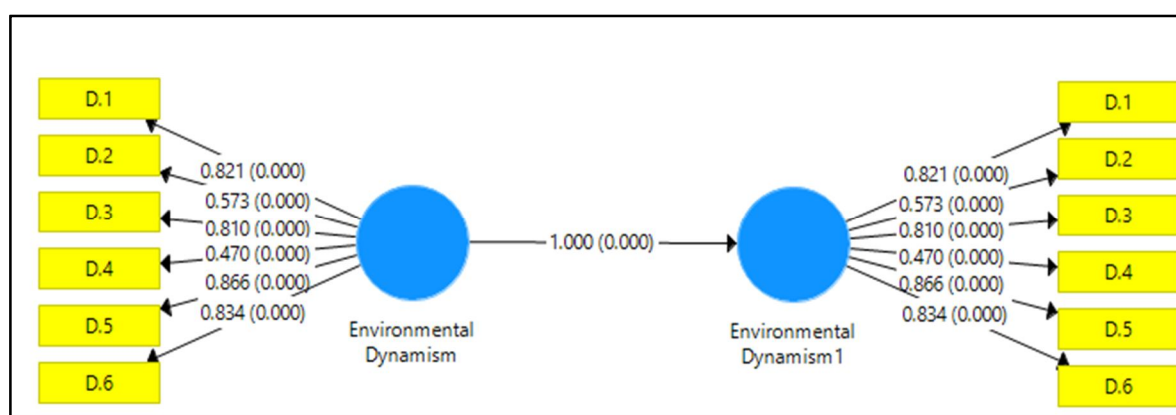 D.1
D.2
D.3
D.4
D.5
D.6
0.821 (0.000)
0.573 (0.000)
0.810 (0.000)
0.470 (0.000)
0.866 (0.000)
0.834 (0.000)
Environmental
Dynamism
1.000 (0.000)
Environmental
Dynamism1
0.821 (0.000)
0.573 (0.000)
0.810 (0.000)
0.470 (0.000)
0.866 (0.000)
0.834 (0.000)
D.1
D.2
D.3
D.4
D.5
D.6